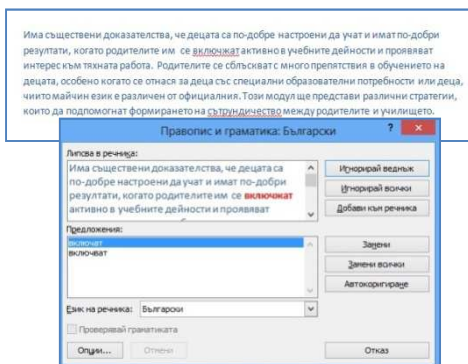 Има съществени доказателства, че децата са по-добре настроени да учат и имат по-добри
резултати, когато родителите им се включжат активно в учебните дейности и проявяват
интерес към тяхната работа. Родителите се сблъскват с много препятствия в обучението на
децата, особено когато се отнася за деца със специални образователни потребности или деца,
чиито майчин език е различен от официалния. Този модул ще представи различни стратегии,
които да подпомогнат формирането на сътрундичество между родителите и училището.
Правопис и граматика: Български
Липсва в речника:
Има съществени доказателства, че децата са
по-добре настроени да учат и имат по-добри
резултати, когато родителите им се включжат
активно в учебните дейности и проявяват
Игнорирай веднъж
Игнорирай всички
Добави към речника
Предложения:
включат
включват
Замени
Замени всички
Автокоригиране
Език на речника: Български
Проверявай граматиката
Опции... Отмени Отказ